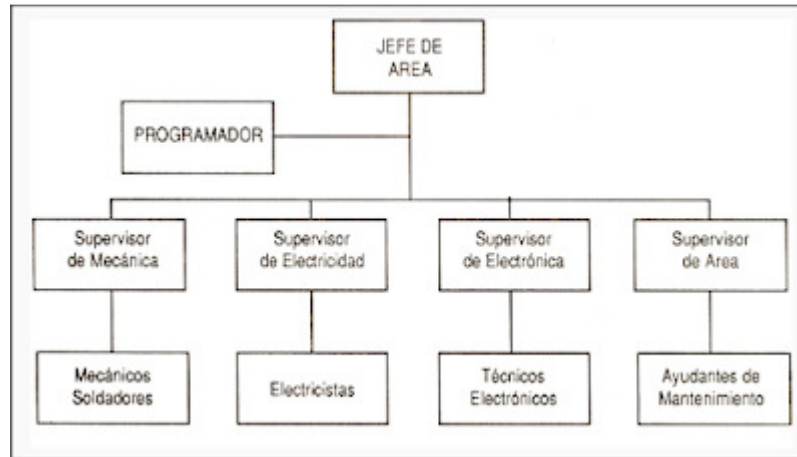 JEFE DE
AREA
PROGRAMADOR
Supervisor
de Mecánica
Supervisor
de Electricidad
Supervisor
de Electrónica
Supervisor
de Area
Mecánicos
Soldadores
Electricistas
Técnicos
Electrónicos
Ayudantes de
Mantenimiento